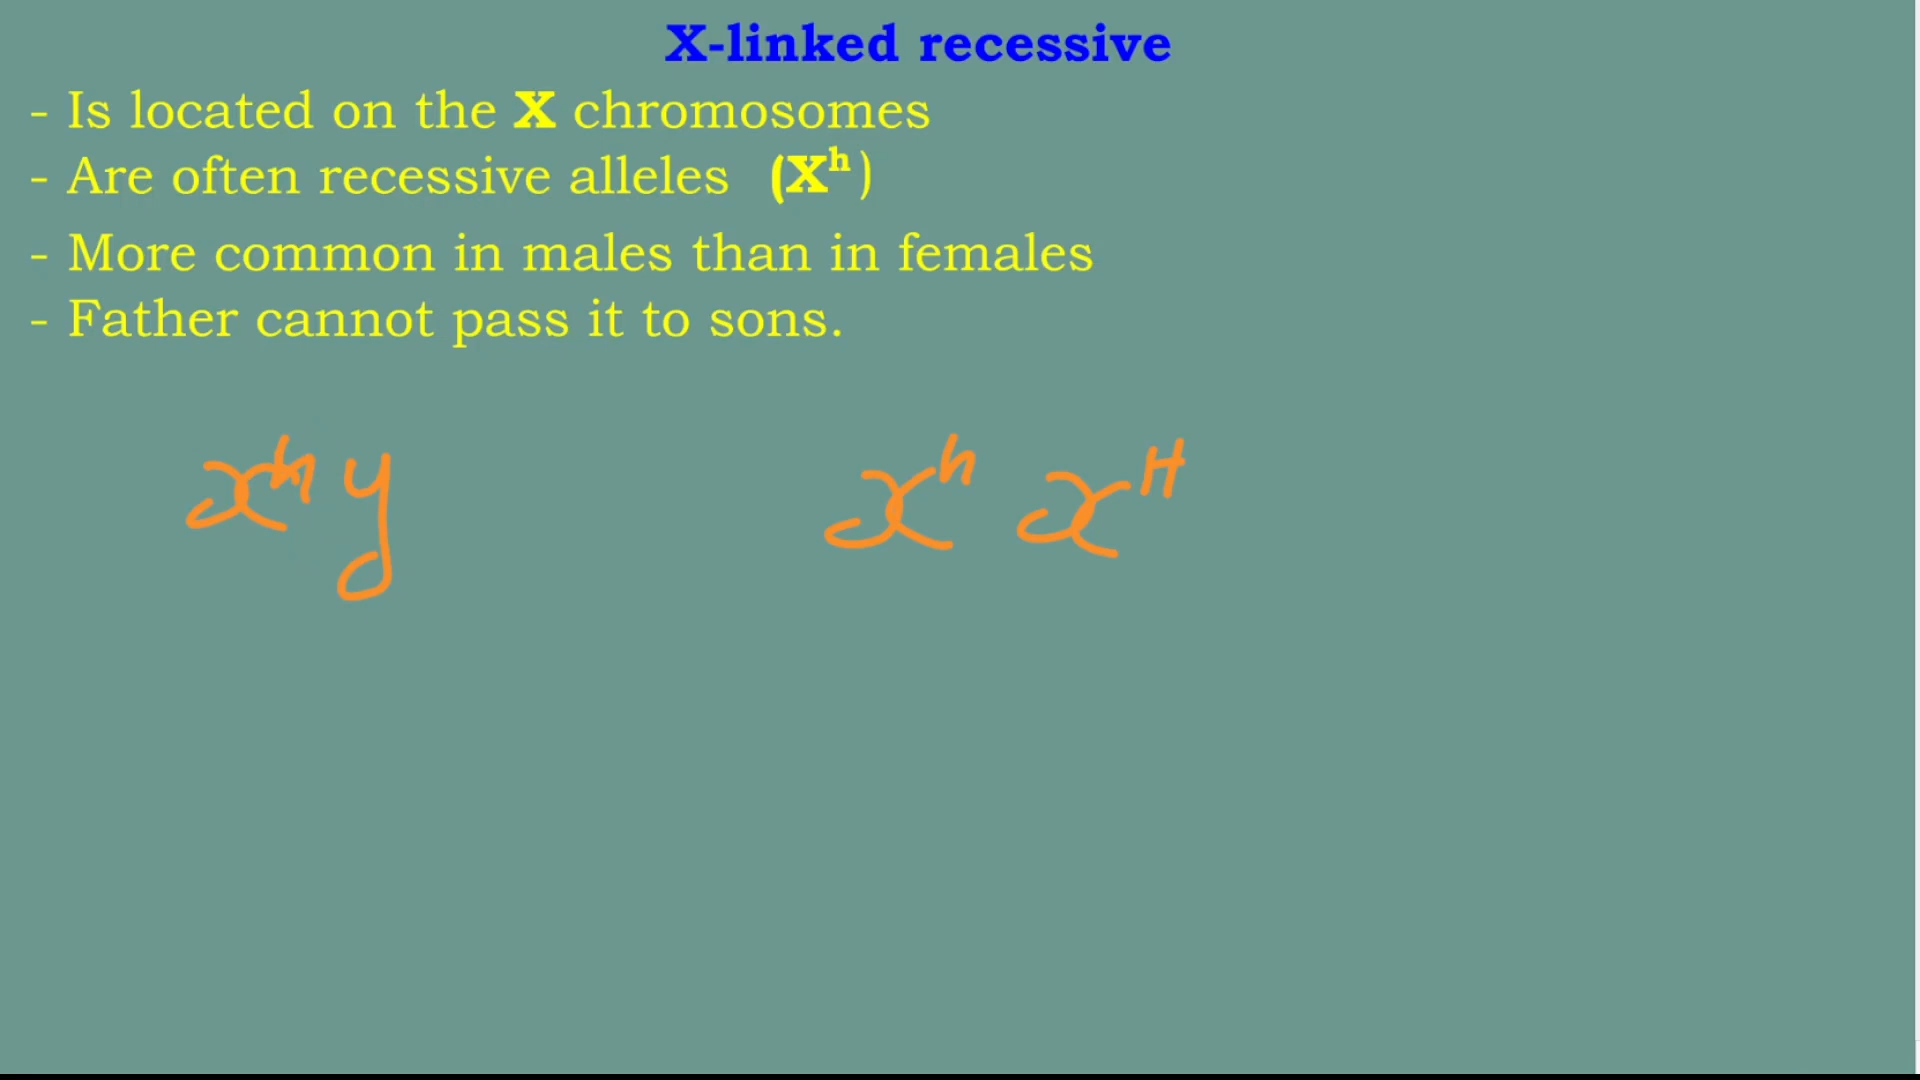 X-linked recessive
- Is located on the X chromosomes
- Are often recessive alleles (Xʰ)
- More common in males than in females
- Father cannot pass it to sons.
xʰ y xʰ xᴴ